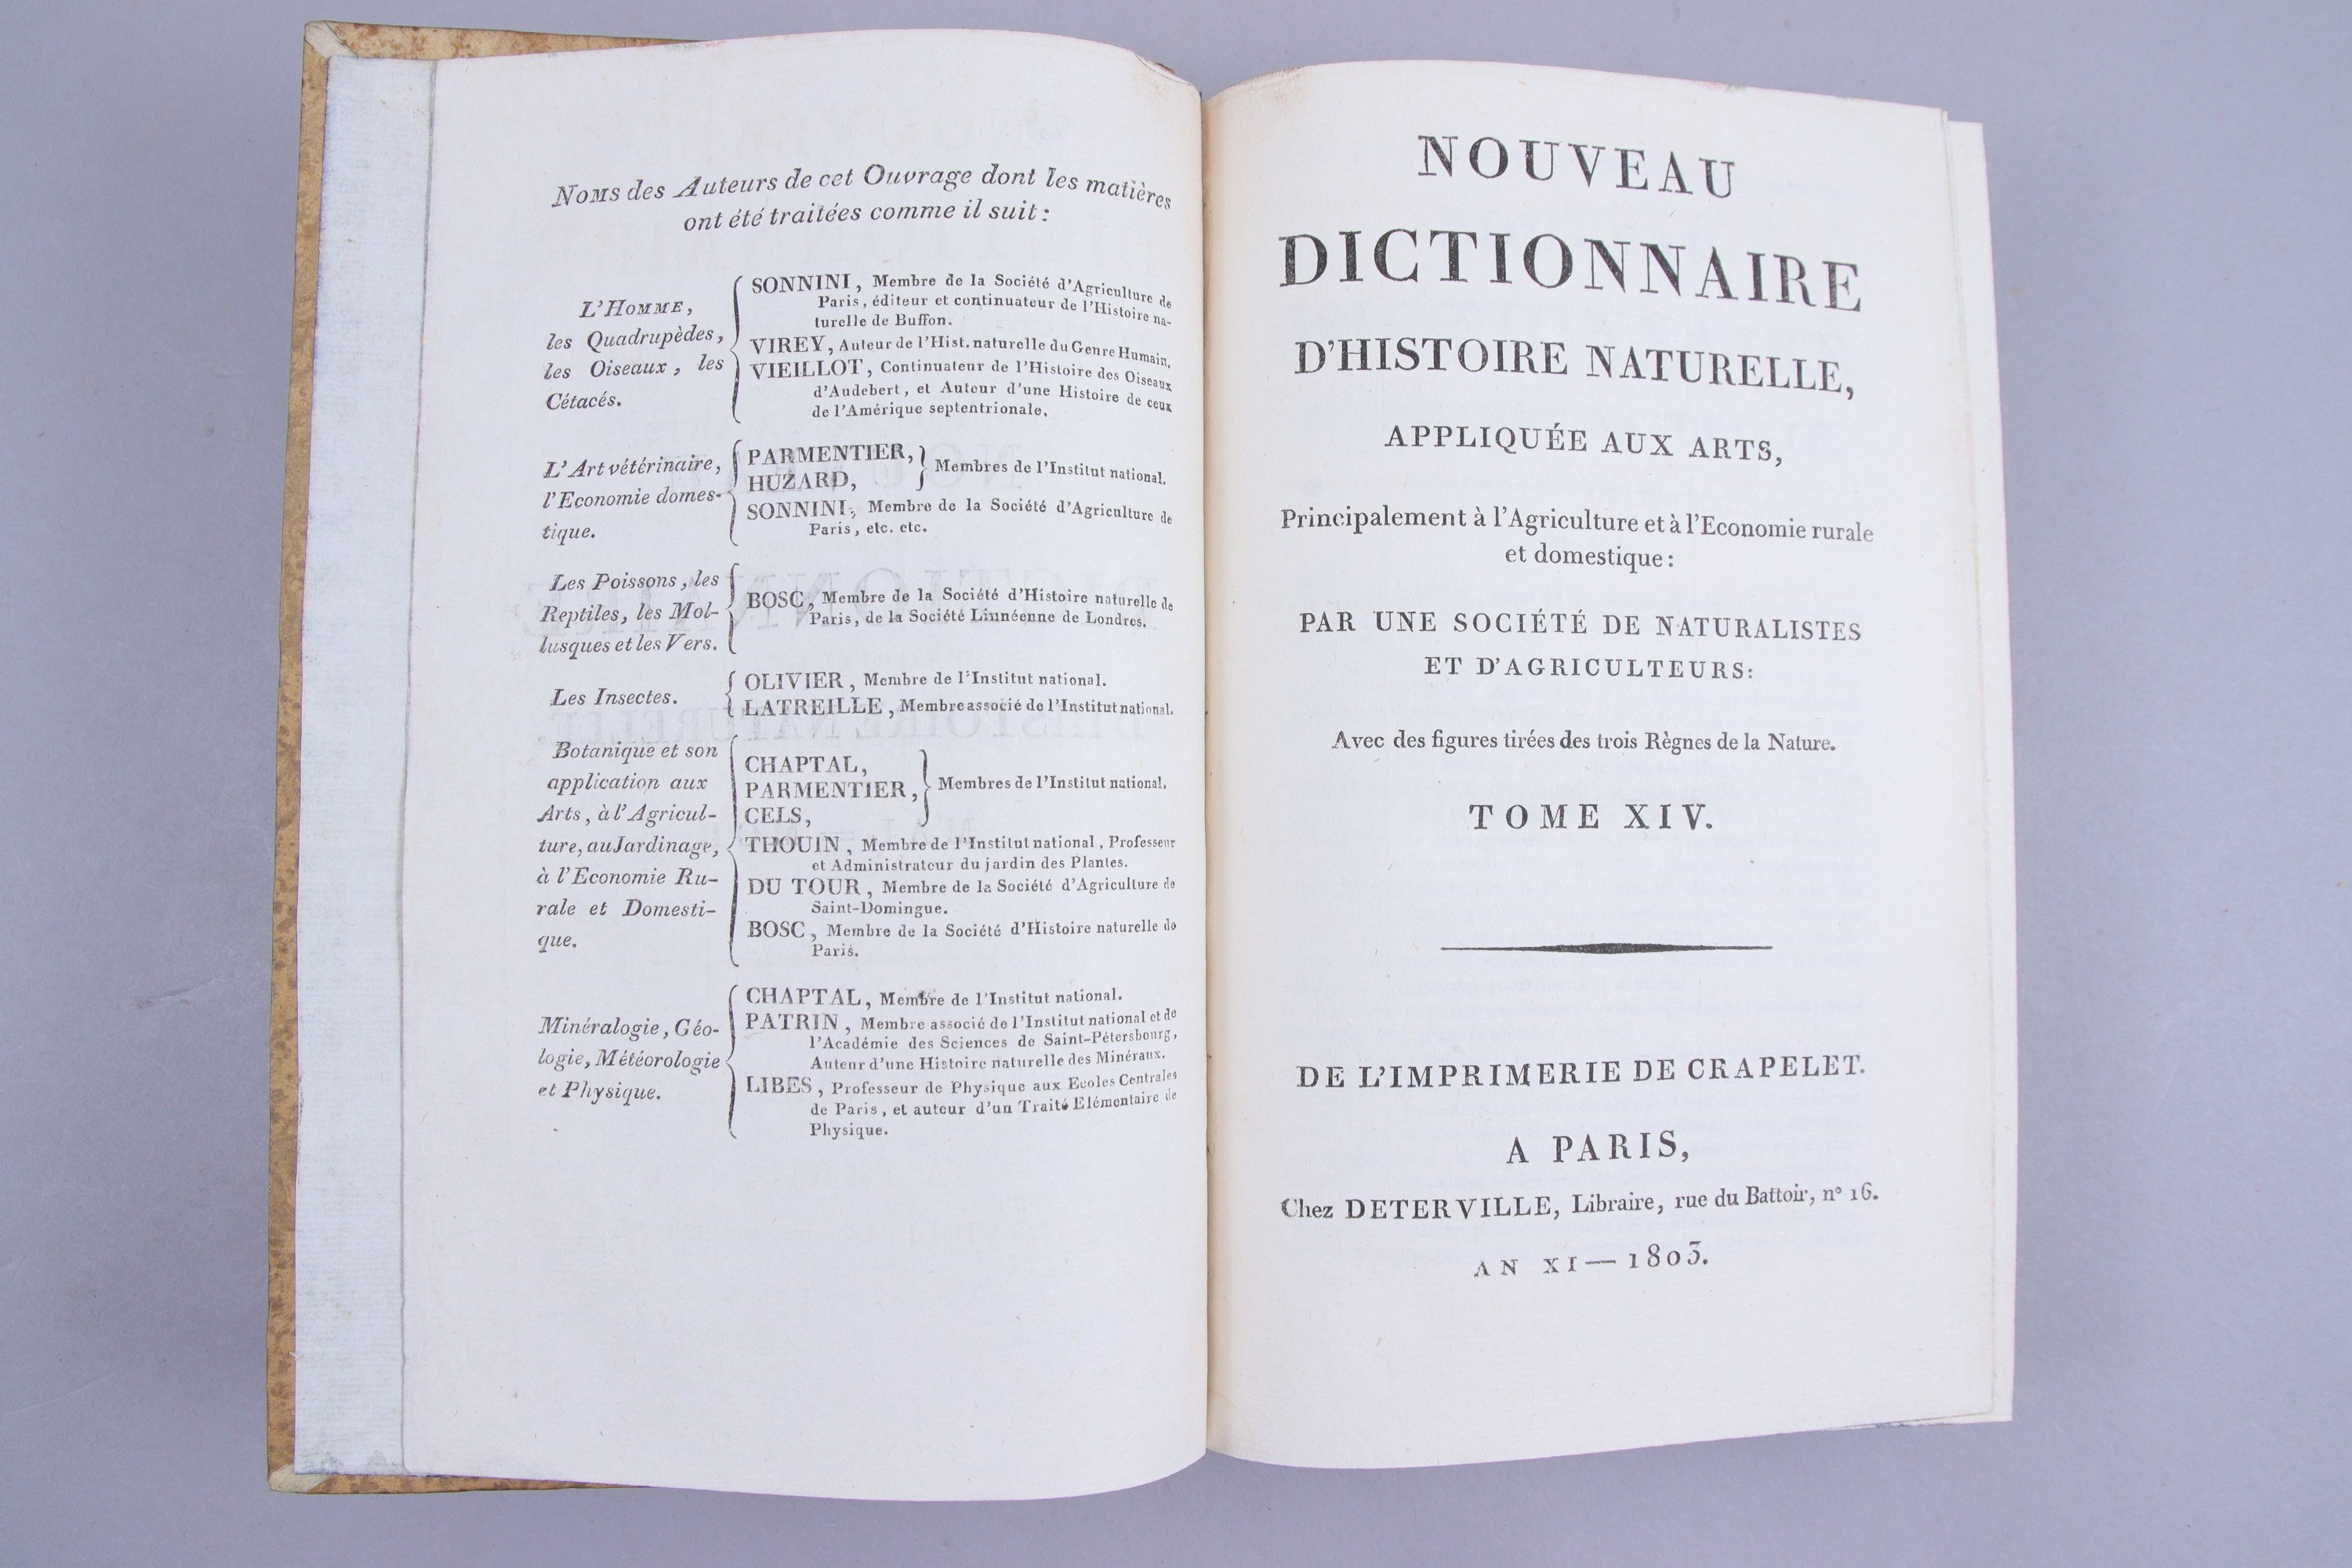 Noms des Auteurs de cet Ouvrage dont les matières
ont été traitées comme il suit :
L'Homme,
les Quadrupèdes,
les Oiseaux, les
Cétacés.
SONNINI, Membre de la Société d'Agriculture de
Paris, éditeur et continuateur de l'Histoire na-
turelle de Buffon.
VIREY, Auteur de l'Hist. naturelle du Genre Humain.
VIEILLOT, Continuateur de l'Histoire des Oiseaux
d'Audebert, et Auteur d'une Histoire de ceux
de l'Amérique septentrionale.
L'Art vétérinaire,
l'Economie domes-
tique.
PARMENTIER,
HUZARD,
Membres de l'Institut national.
SONNINI, Membre de la Société d'Agriculture de
Paris, etc. etc.
Les Poissons, les
Reptiles, les Mol-
lusques et les Vers.
BOSC, Membre de la Société d'Histoire naturelle de
Paris, de la Société Linnéenne de Londres.
Les Insectes.
OLIVIER, Membre de l'Institut national.
LATREILLE, Membre associé de l'Institut national.
Botanique et son
application aux
Arts, à l'Agricul-
ture, au Jardinage,
à l'Economie Ru-
rale et Domesti-
que.
CHAPTAL,
PARMENTIER,
CELS,
Membres de l'Institut national.
THOUIN, Membre de l'Institut national, Professeur
et Administrateur du jardin des Plantes.
DU TOUR, Membre de la Société d'Agriculture de
Saint-Domingue.
BOSC, Membre de la Société d'Histoire naturelle de
Paris.
Minéralogie, Géo-
logie, Météorologie
et Physique.
CHAPTAL, Membre de l'Institut national.
PATRIN, Membre associé de l'Institut national et de
l'Académie des Sciences de Saint-Pétersbourg,
Auteur d'une Histoire naturelle des Minéraux.
LIBES, Professeur de Physique aux Ecoles Centrales
de Paris, et auteur d'un Traité Elémentaire de
Physique.
NOUVEAU
DICTIONNAIRE
D'HISTOIRE NATURELLE,
APPLIQUÉE AUX ARTS,
Principalement à l'Agriculture et à l'Economie rurale
et domestique :
PAR UNE SOCIÉTÉ DE NATURALISTES
ET D'AGRICULTEURS :
Avec des figures tirées des trois Règnes de la Nature.
TOME XIV.
DE L'IMPRIMERIE DE CRAPELET.
A PARIS,
Chez DETERVILLE, Libraire, rue du Battoir, n° 16.
AN XI — 1803.